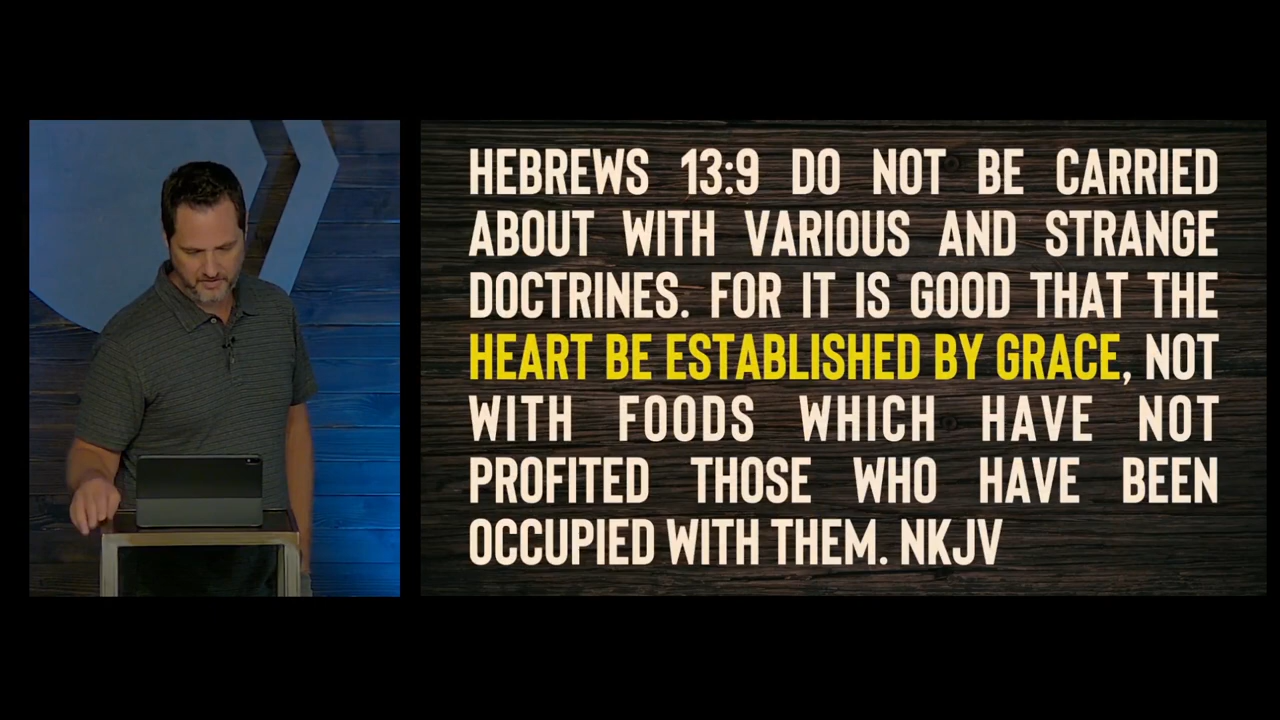 HEBREWS 13:9 DO NOT BE CARRIED
ABOUT WITH VARIOUS AND STRANGE
DOCTRINES. FOR IT IS GOOD THAT THE
HEART BE ESTABLISHED BY GRACE, NOT
WITH FOODS WHICH HAVE NOT
PROFITED THOSE WHO HAVE BEEN
OCCUPIED WITH THEM. NKJV